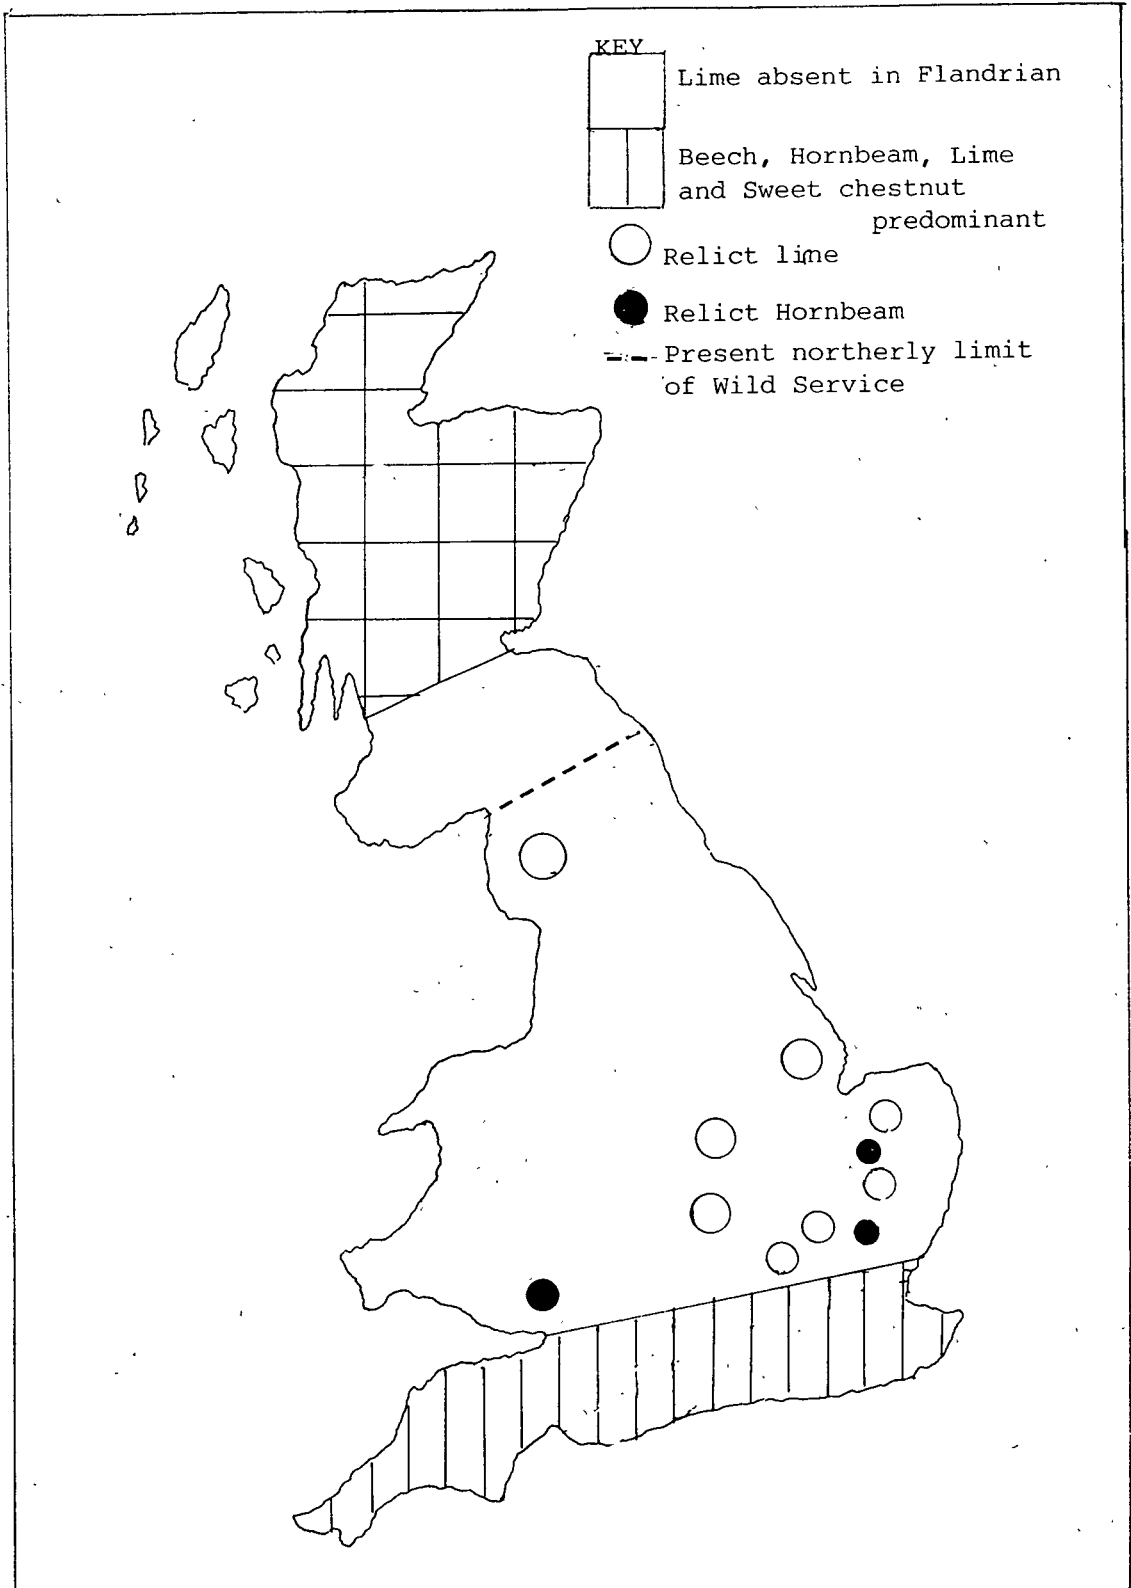 KEY
Lime absent in Flandrian
Beech, Hornbeam, Lime
and Sweet chestnut
predominant
Relict lime
Relict Hornbeam
Present northerly limit
of Wild Service